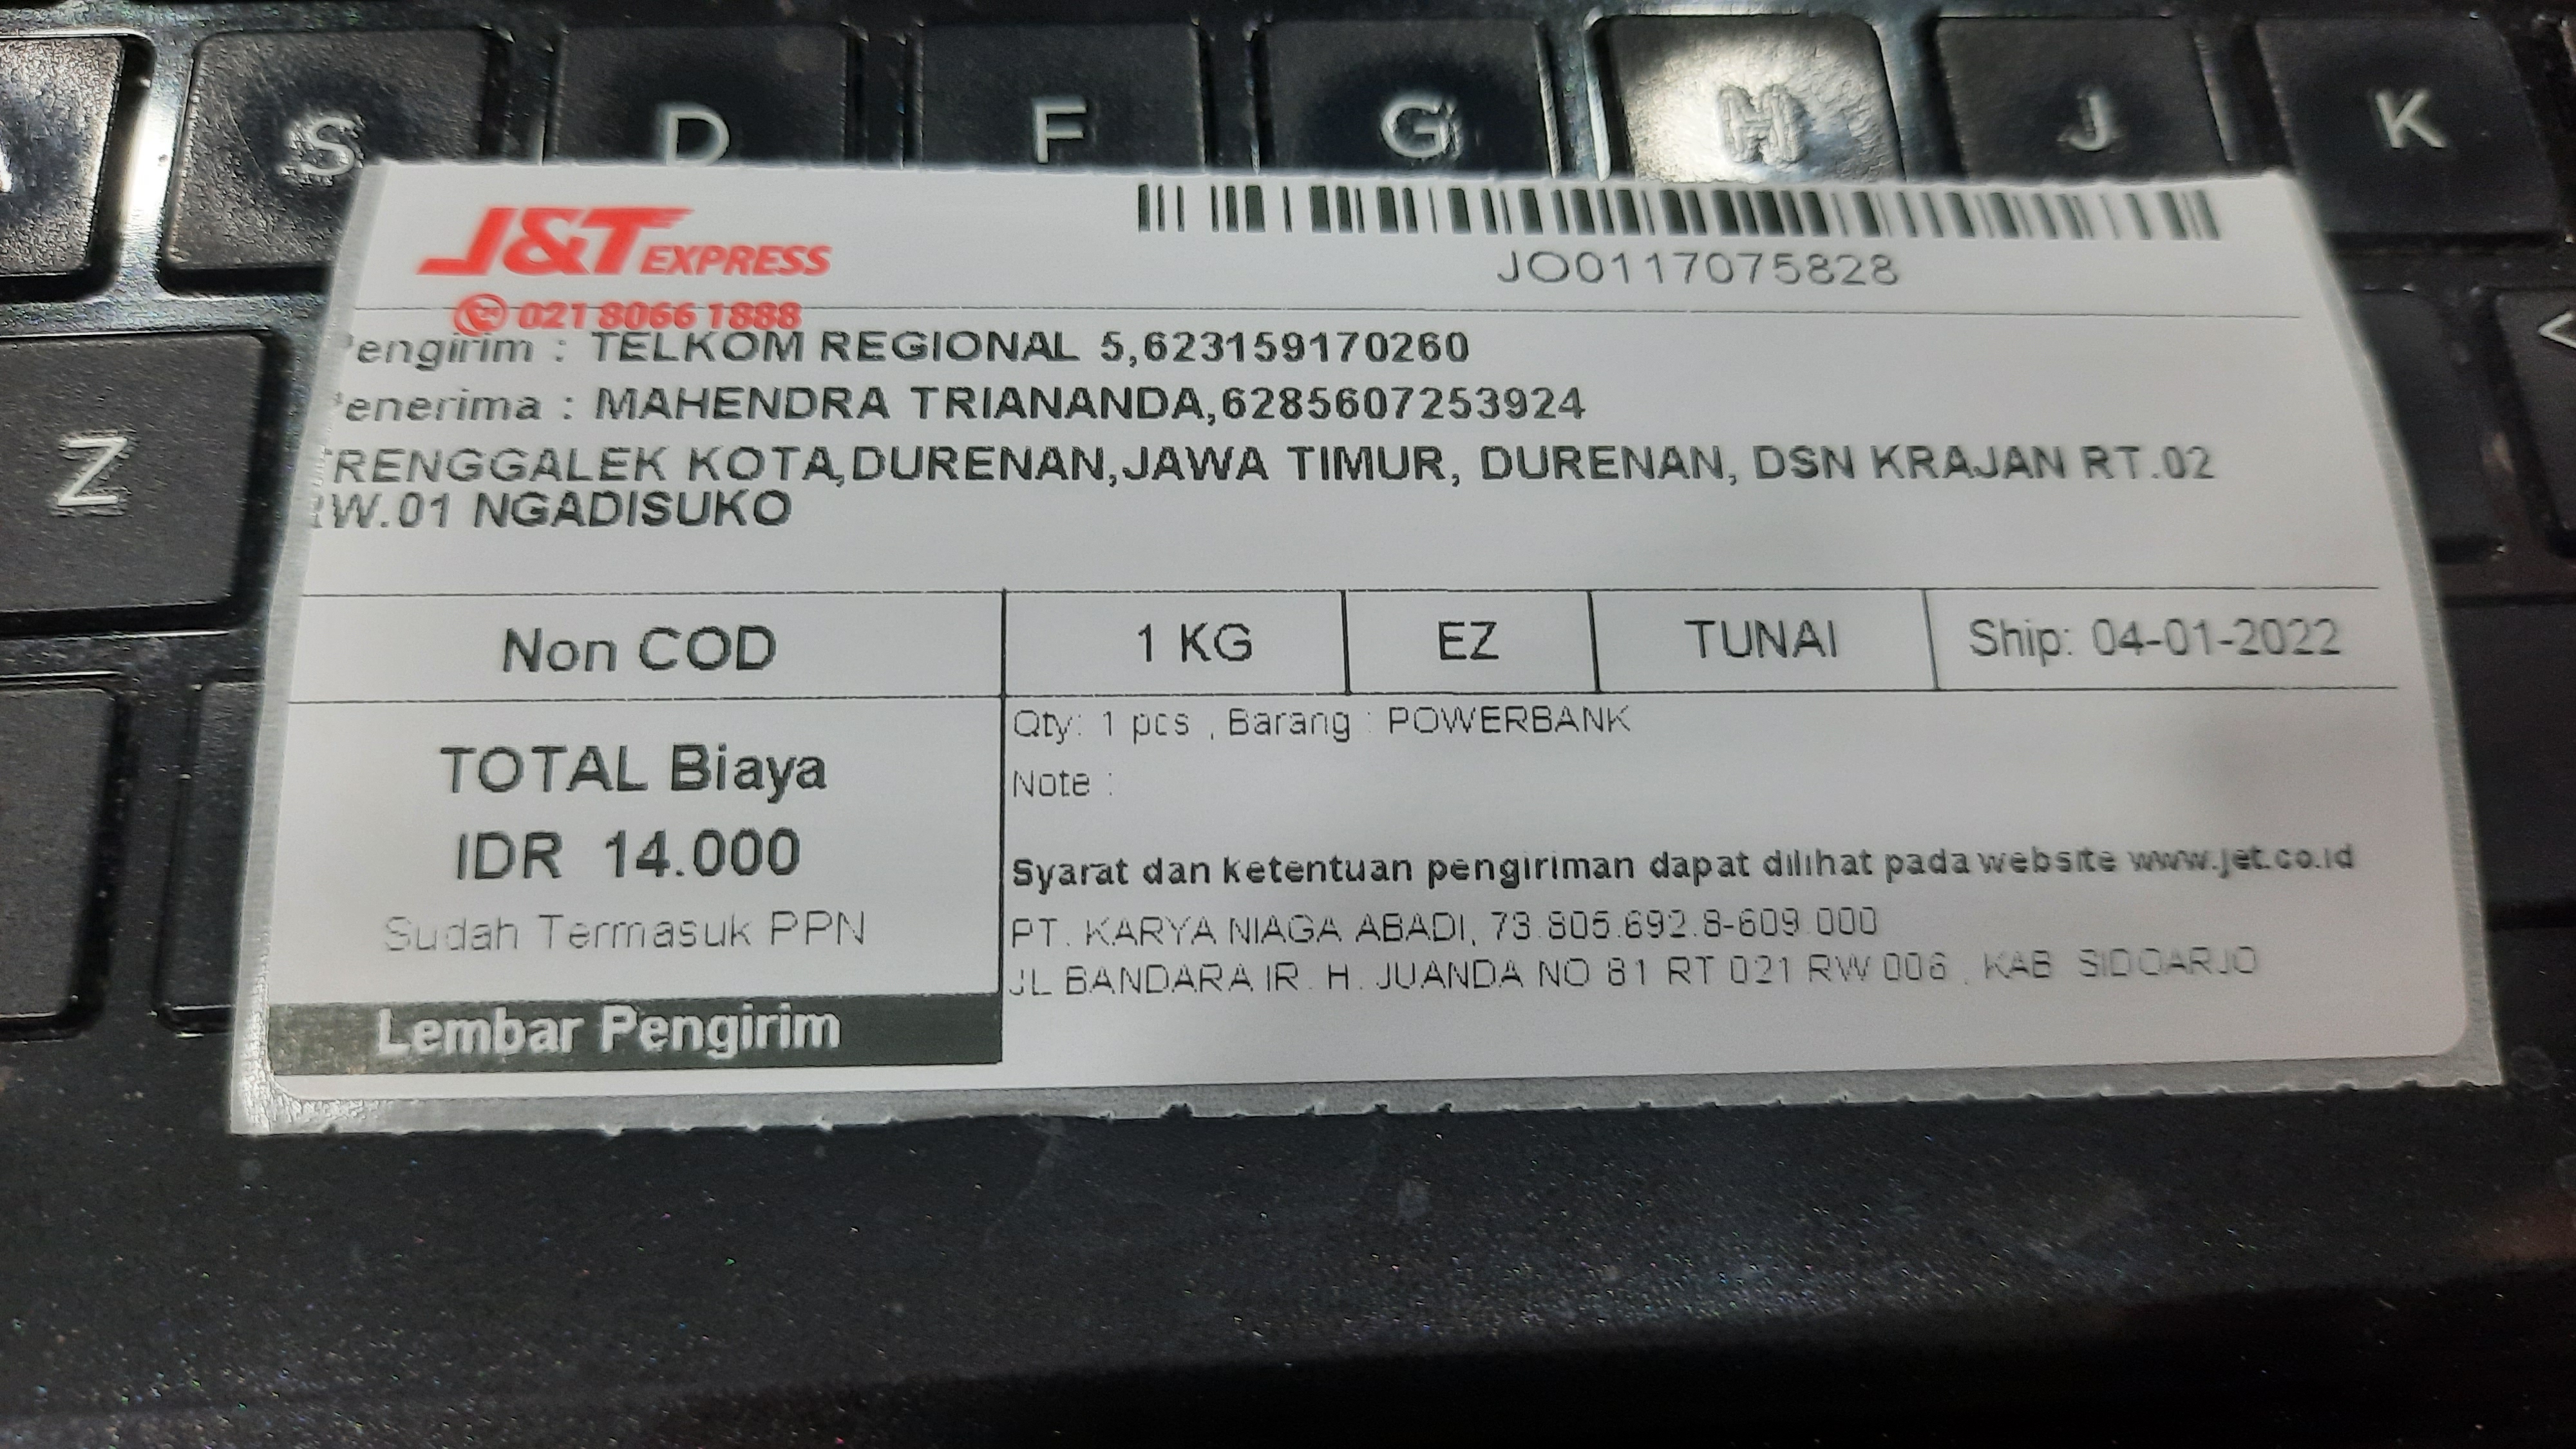 J&T EXPRESS
021 8066 1888
JO0117075828
engirim : TELKOM REGIONAL 5,623159170260
enerima : MAHENDRA TRIANANDA,6285607253924
TRENGGALEK KOTA,DURENAN,JAWA TIMUR, DURENAN, DSN KRAJAN RT.02
RW.01 NGADISUKO
Non COD
1 KG
EZ
TUNAI
Ship: 04-01-2022
TOTAL Biaya
IDR 14.000
Sudah Termasuk PPN
Lembar Pengirim
Qty: 1 pcs , Barang : POWERBANK
Note :
Syarat dan ketentuan pengiriman dapat dilihat pada website www.jet.co.id
PT. KARYA NIAGA ABADI, 73.805.692.8-609.000
JL BANDARA IR. H. JUANDA NO 81 RT 021 RW 006 , KAB SIDOARJO
Z
S
D
F
G
H
J
K
<